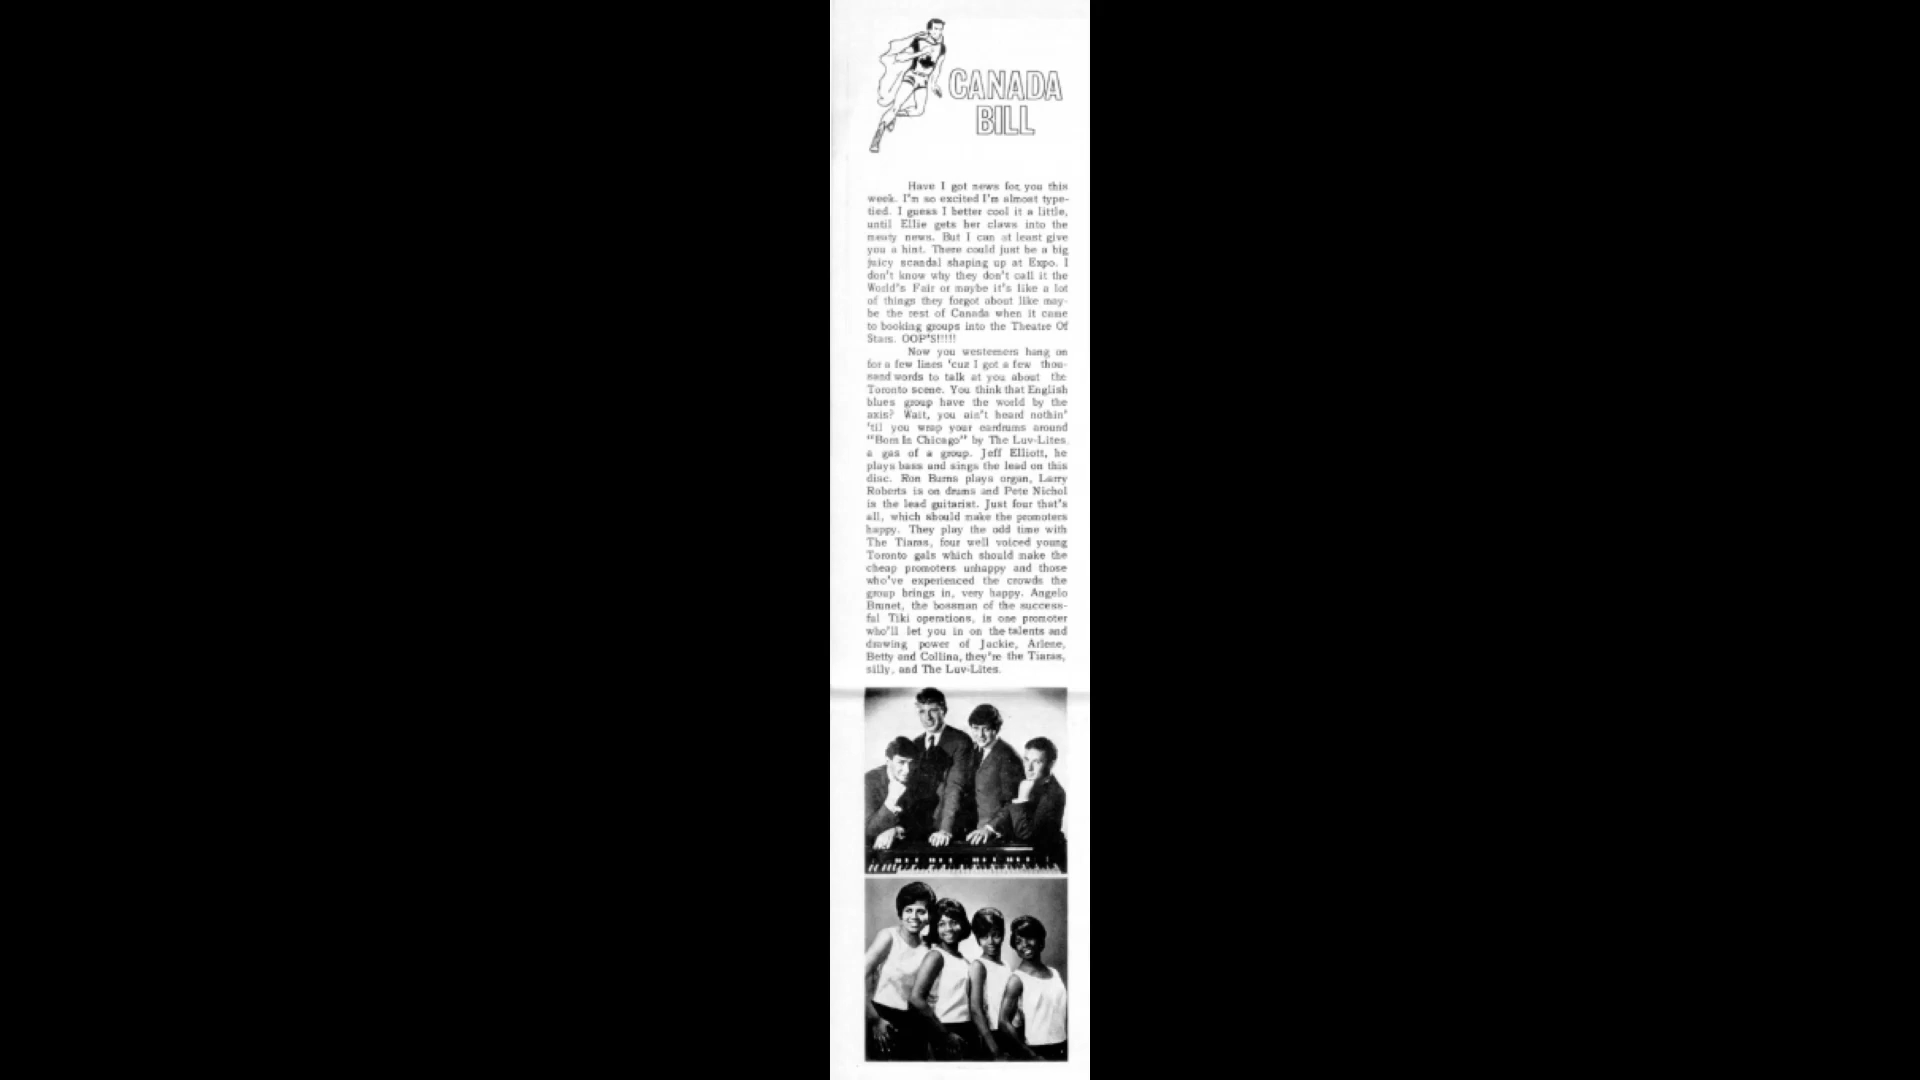 CANADA
BILL
Have I got news for you this
week. I'm so excited I'm almost type-
tied. I guess I better cool it a little,
until Ellie gets her claws into the
meaty news. But I can at least give
you a hint. There could just be a big
juicy scandal shaping up at Expo. I
don't know why they don't call it the
World's Fair or maybe it's like a lot
of things they forgot about like may-
be the rest of Canada when it came
to booking groups into the Theatre Of
Stars. OOP'S!!!!!
Now you westerners hang on
for a few lines 'cuz I got a few thou-
sand words to talk at you about the
Toronto scene. You think that English
blues group have the world by the
axis? Wait, you ain't heard nothin'
'til you wrap your eardrums around
"Born In Chicago" by The Luv-Lites,
a gas of a group. Jeff Elliott, he
plays bass and sings the lead on this
disc. Ron Burns plays organ, Larry
Roberts is on drums and Pete Nichol
is the lead guitarist. Just four that's
all, which should make the promoters
happy. They play the odd time with
The Tiaras, four well voiced young
Toronto gals which should make the
cheap promoters unhappy and those
who've experienced the crowds the
group brings in, very happy. Angelo
Brunet, the bossman of the success-
ful Tiki operations, is one promoter
who'll let you in on the talents and
drawing power of Jackie, Arlene,
Betty and Collina, they're the Tiaras,
silly, and The Luv-Lites.